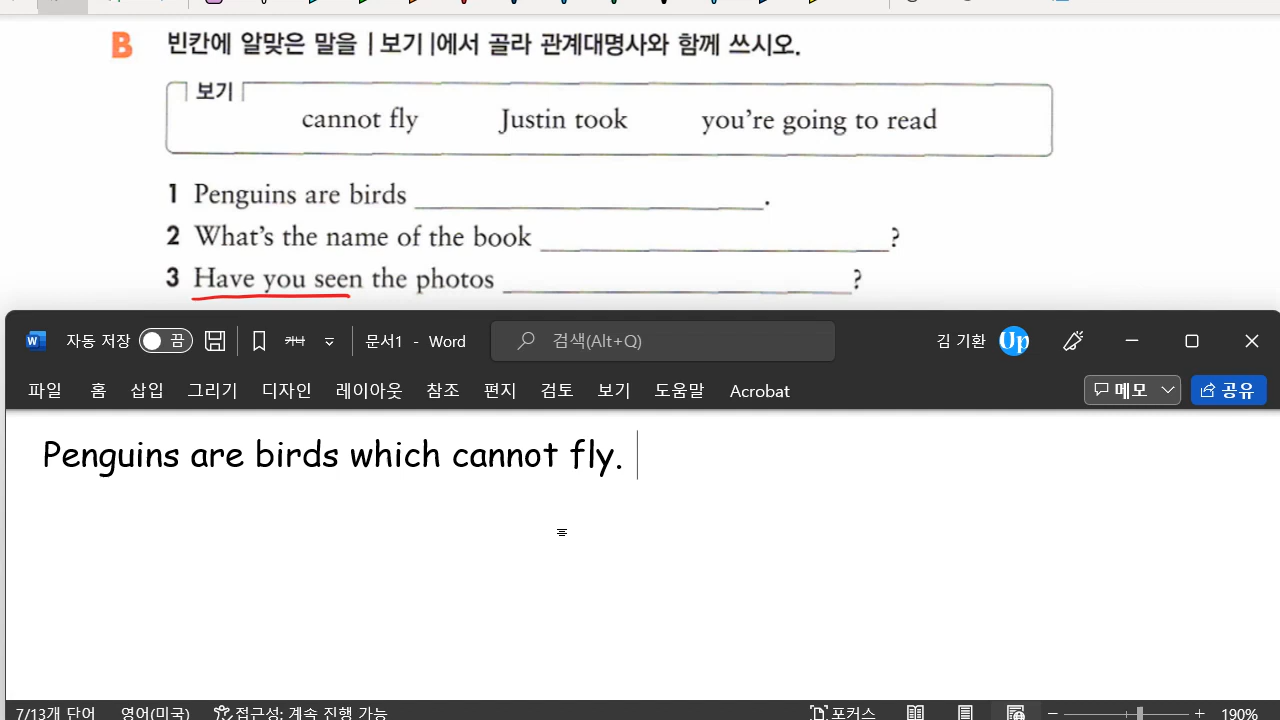 B 빈칸에 알맞은 말을 |보기|에서 골라 관계대명사와 함께 쓰시오.
보기
cannot fly Justin took you're going to read
1 Penguins are birds ______.
2 What's the name of the book ______?
3 Have you seen the photos ______?
자동 저장 끔 가나 문서1 - Word 검색(Alt+Q) 김 기환 Up
파일 홈 삽입 그리기 디자인 레이아웃 참조 편지 검토 보기 도움말 Acrobat 메모 공유
Penguins are birds which cannot fly.
7/13개 단어 영어(미국) 접근성: 계속 진행 가능 포커스 190%